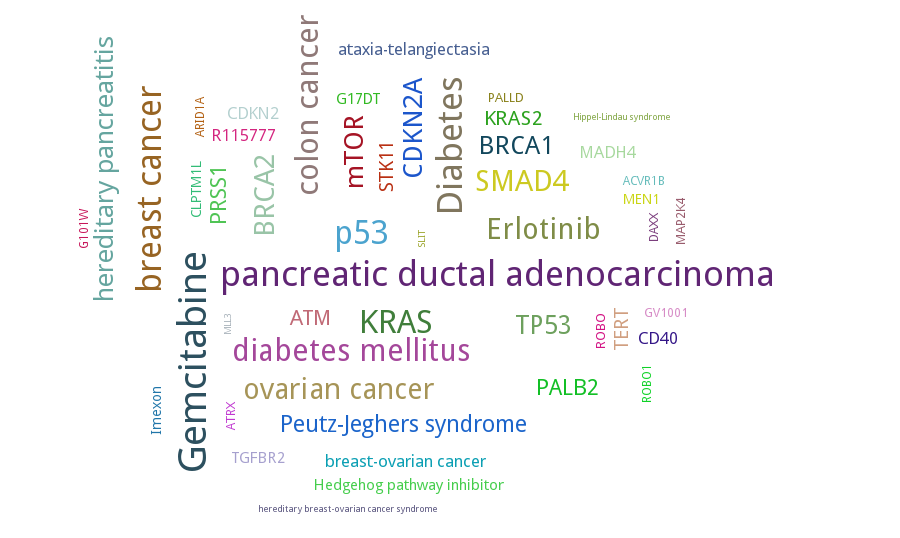 colon cancer
hereditary pancreatitis
ataxia-telangiectasia
breast cancer
Diabetes
CDKN2A
G17DT
PALLD
ARID1A
CDKN2
KRAS2
Hippel-Lindau syndrome
R115777
mTOR
STK11
BRCA1
MADH4
CLPTM1L
PRSS1
BRCA2
SMAD4
ACVR1B
MEN1
MAP2K4
DAXX
G101W
p53
SLIT
Erlotinib
Gemcitabine
pancreatic ductal adenocarcinoma
MLL3
ATM
KRAS
TP53
ROBO
TERT
GV1001
CD40
diabetes mellitus
ovarian cancer
PALB2
ROBO1
Imexon
ATRX
Peutz-Jeghers syndrome
TGFBR2
breast-ovarian cancer
Hedgehog pathway inhibitor
hereditary breast-ovarian cancer syndrome